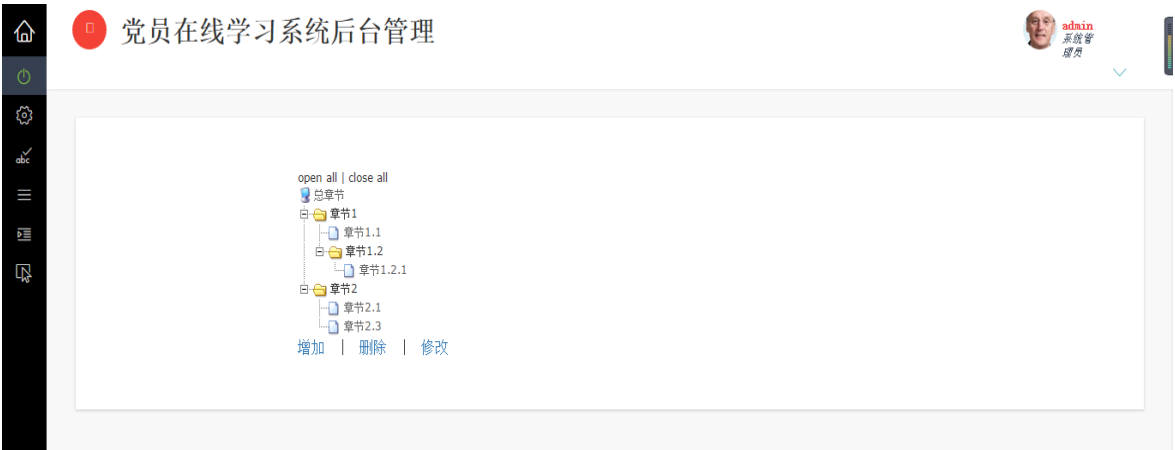 党员在线学习系统后台管理
admin
系统管
理员
abc
open all | close all
总章节
章节1
章节1.1
章节1.2
章节1.2.1
章节2
章节2.1
章节2.3
增加 | 删除 | 修改